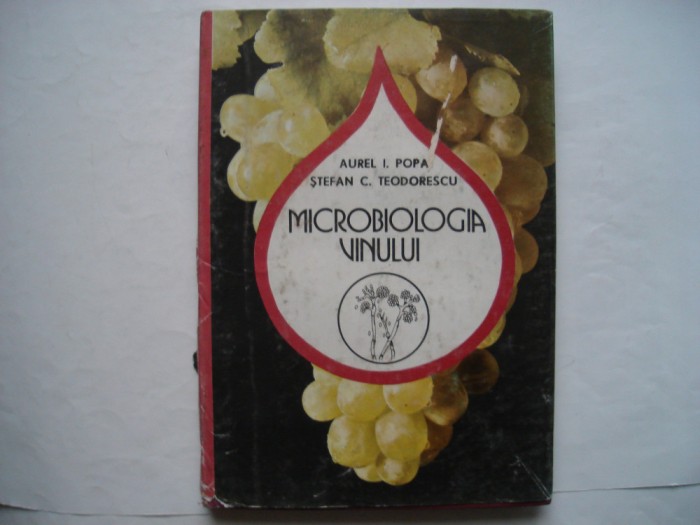 AUREL I. POPA
ŞTEFAN C. TEODORESCU
MICROBIOLOGIA
VINULUI